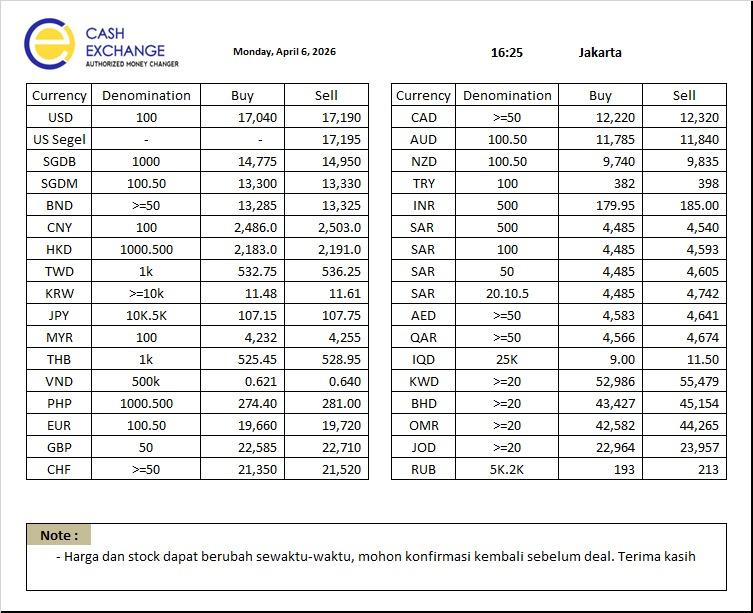 CASH
EXCHANGE
AUTHORIZED MONEY CHANGER
Monday, April 6, 2026 16:25 Jakarta
Currency Denomination Buy Sell
USD 100 17,040 17,190
US Segel - - 17,195
SGDB 1000 14,775 14,950
SGDM 100.50 13,300 13,330
BND >=50 13,285 13,325
CNY 100 2,486.0 2,503.0
HKD 1000.500 2,183.0 2,191.0
TWD 1k 532.75 536.25
KRW >=10k 11.48 11.61
JPY 10K.5K 107.15 107.75
MYR 100 4,232 4,255
THB 1k 525.45 528.95
VND 500k 0.621 0.640
PHP 1000.500 274.40 281.00
EUR 100.50 19,660 19,720
GBP 50 22,585 22,710
CHF >=50 21,350 21,520
Currency Denomination Buy Sell
CAD >=50 12,220 12,320
AUD 100.50 11,785 11,840
NZD 100.50 9,740 9,835
TRY 100 382 398
INR 500 179.95 185.00
SAR 500 4,485 4,540
SAR 100 4,485 4,593
SAR 50 4,485 4,605
SAR 20.10.5 4,485 4,742
AED >=50 4,583 4,641
QAR >=50 4,566 4,674
IQD 25K 9.00 11.50
KWD >=20 52,986 55,479
BHD >=20 43,427 45,154
OMR >=20 42,582 44,265
JOD >=20 22,964 23,957
RUB 5K.2K 193 213
Note :
- Harga dan stock dapat berubah sewaktu-waktu, mohon konfirmasi kembali sebelum deal. Terima kasih